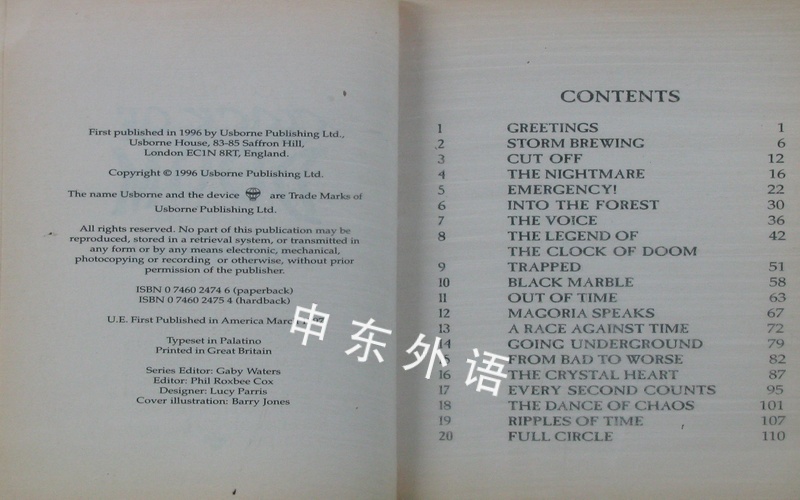 First published in 1996 by Usborne Publishing Ltd.,
Usborne House, 83-85 Saffron Hill,
London EC1N 8RT, England.
Copyright © 1996 Usborne Publishing Ltd.
The name Usborne and the device are Trade Marks of
Usborne Publishing Ltd.
All rights reserved. No part of this publication may be
reproduced, stored in a retrieval system, or transmitted in
any form or by any means electronic, mechanical,
photocopying or recording or otherwise, without prior
permission of the publisher.
ISBN 0 7460 2474 6 (paperback)
ISBN 0 7460 2475 4 (hardback)
U.E. First Published in America March 1997
Typeset in Palatino
Printed in Great Britain
Series Editor: Gaby Waters
Editor: Phil Roxbee Cox
Designer: Lucy Parris
Cover illustration: Barry Jones
CONTENTS
1 GREETINGS 1
2 STORM BREWING 6
3 CUT OFF 12
4 THE NIGHTMARE 16
5 EMERGENCY! 22
6 INTO THE FOREST 30
7 THE VOICE 36
8 THE LEGEND OF 42
THE CLOCK OF DOOM
9 TRAPPED 51
10 BLACK MARBLE 58
11 OUT OF TIME 63
12 MAGORIA SPEAKS 67
13 A RACE AGAINST TIME 72
14 GOING UNDERGROUND 79
15 FROM BAD TO WORSE 82
16 THE CRYSTAL HEART 87
17 EVERY SECOND COUNTS 95
18 THE DANCE OF CHAOS 101
19 RIPPLES OF TIME 107
20 FULL CIRCLE 110
申东外语